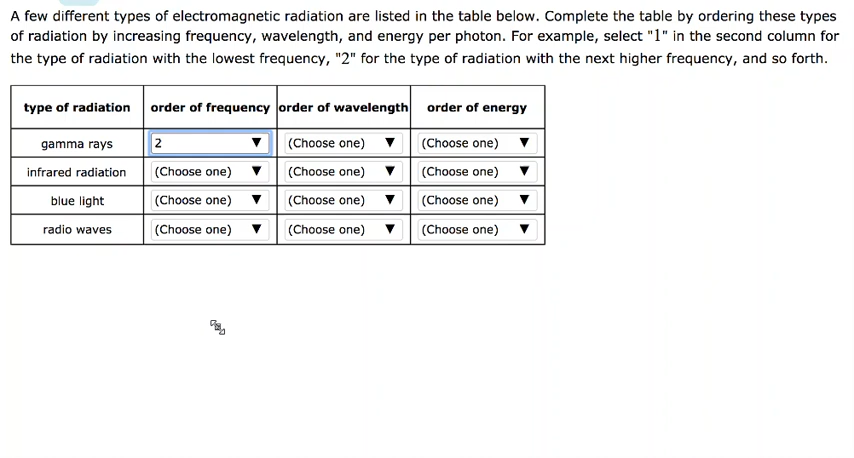 A few different types of electromagnetic radiation are listed in the table below. Complete the table by ordering these types
of radiation by increasing frequency, wavelength, and energy per photon. For example, select "1" in the second column for
the type of radiation with the lowest frequency, "2" for the type of radiation with the next higher frequency, and so forth.
type of radiation order of frequency order of wavelength order of energy
gamma rays 2 (Choose one) (Choose one)
infrared radiation (Choose one) (Choose one) (Choose one)
blue light (Choose one) (Choose one) (Choose one)
radio waves (Choose one) (Choose one) (Choose one)